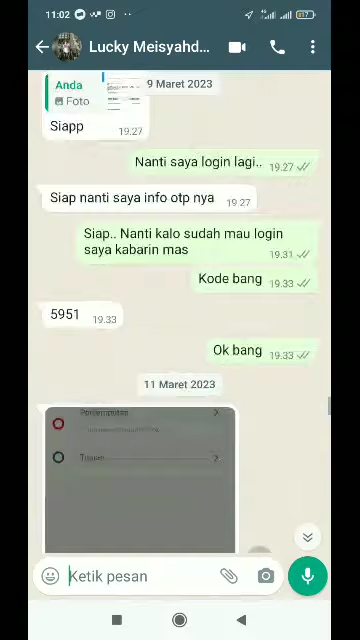 11:02
Lucky Meisyahd...
9 Maret 2023
Anda
Foto
Siapp
19.27
Nanti saya login lagi..
19.27
Siap nanti saya info otp nya
19.27
Siap.. Nanti kalo sudah mau login
saya kabarin mas
19.31
Kode bang
19.33
5951
19.33
Ok bang
19.33
11 Maret 2023
Penjemputan
Tujuan
Ketik pesan